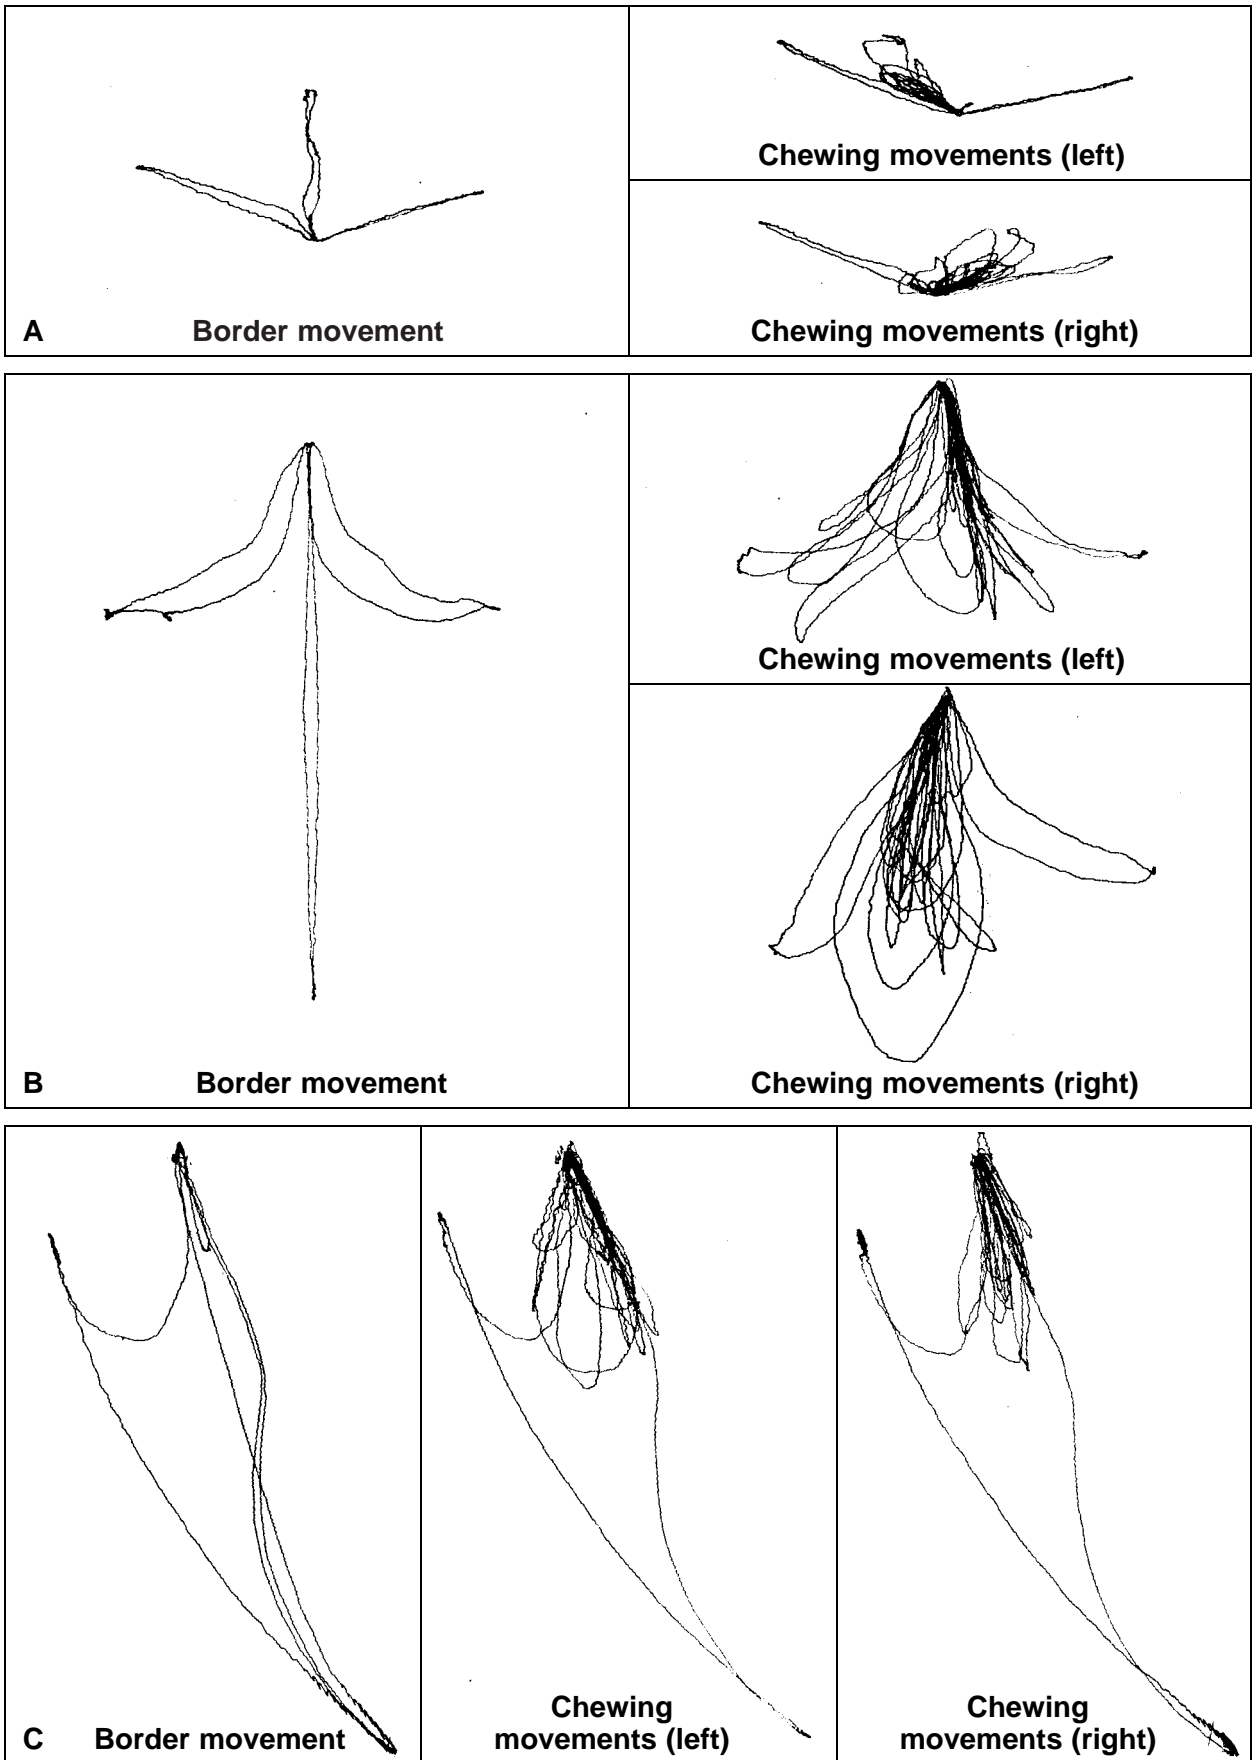 Chewing movements (left)
A
Border movement
Chewing movements (right)
Chewing movements (left)
B
Border movement
Chewing movements (right)
C
Border movement
Chewing
movements (left)
Chewing
movements (right)